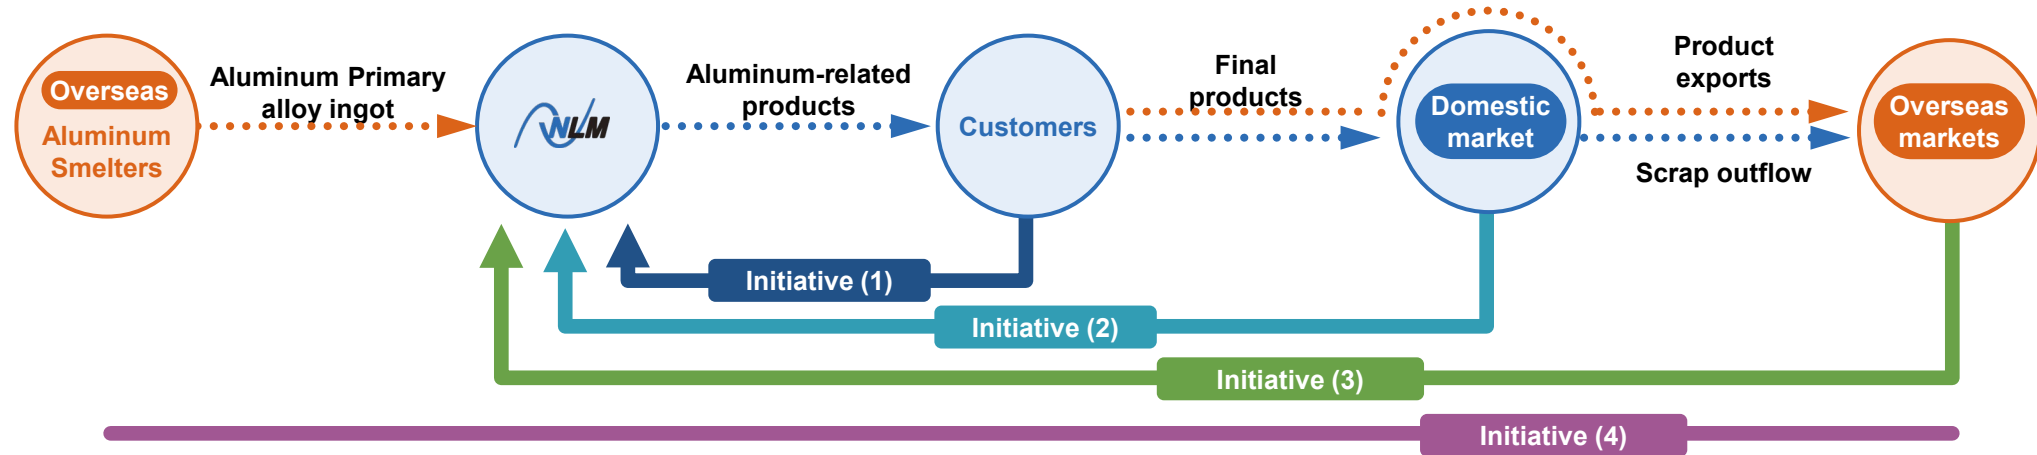 Overseas
Aluminum
Smelters
Aluminum Primary
alloy ingot
NLM
Aluminum-related
products
Customers
Final
products
Domestic
market
Product
exports
Scrap outflow
Overseas
markets
Initiative (1)
Initiative (2)
Initiative (3)
Initiative (4)